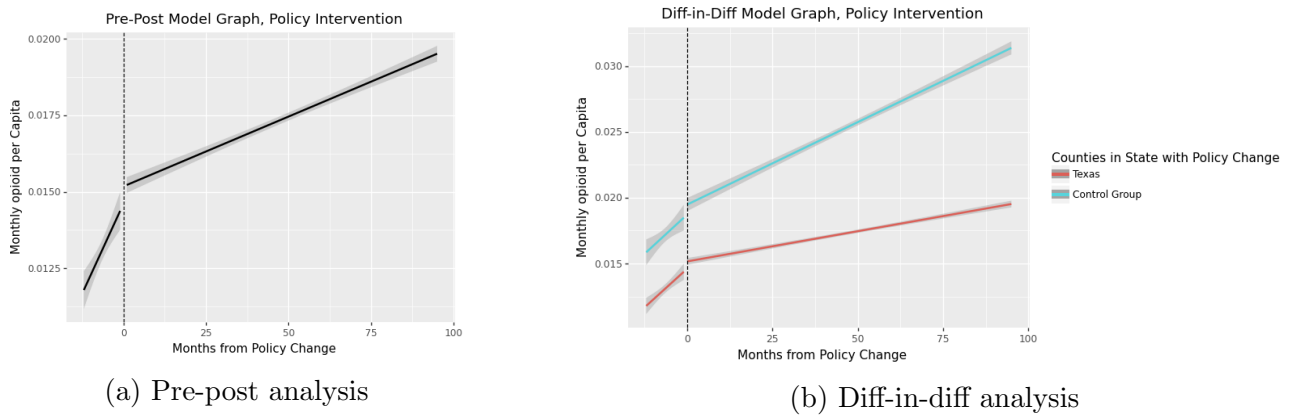 Pre-Post Model Graph, Policy Intervention
0.0200
0.0175
0.0150
0.0125
Monthly opioid per Capita
0
25
50
75
100
Months from Policy Change
(a) Pre-post analysis
Diff-in-Diff Model Graph, Policy Intervention
0.030
0.025
0.020
0.015
Monthly opioid per Capita
0
25
50
75
100
Months from Policy Change
Counties in State with Policy Change
Texas
Control Group
(b) Diff-in-diff analysis